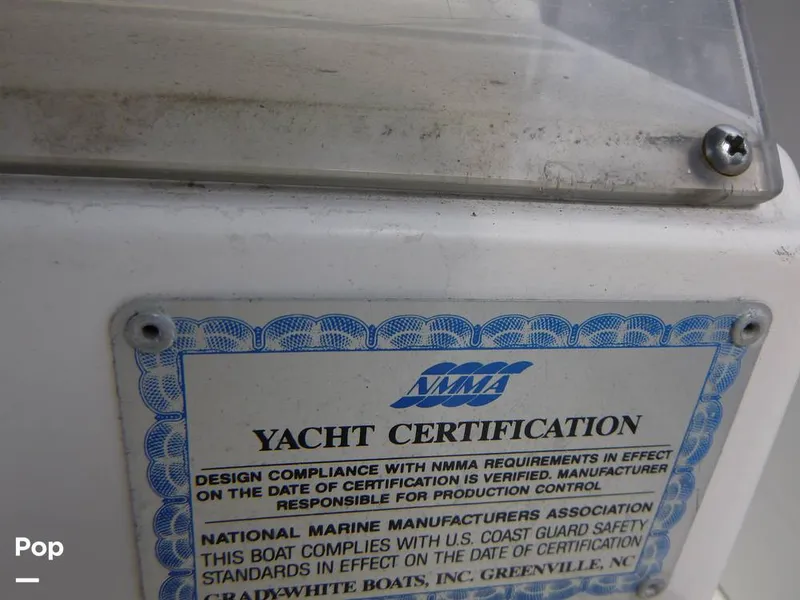 NMMA
YACHT CERTIFICATION
DESIGN COMPLIANCE WITH NMMA REQUIREMENTS IN EFFECT
ON THE DATE OF CERTIFICATION IS VERIFIED. MANUFACTURER
RESPONSIBLE FOR PRODUCTION CONTROL
NATIONAL MARINE MANUFACTURERS ASSOCIATION
THIS BOAT COMPLIES WITH U.S. COAST GUARD SAFETY
STANDARDS IN EFFECT ON THE DATE OF CERTIFICATION
GRADY-WHITE BOATS, INC. GREENVILLE, NC
Pop